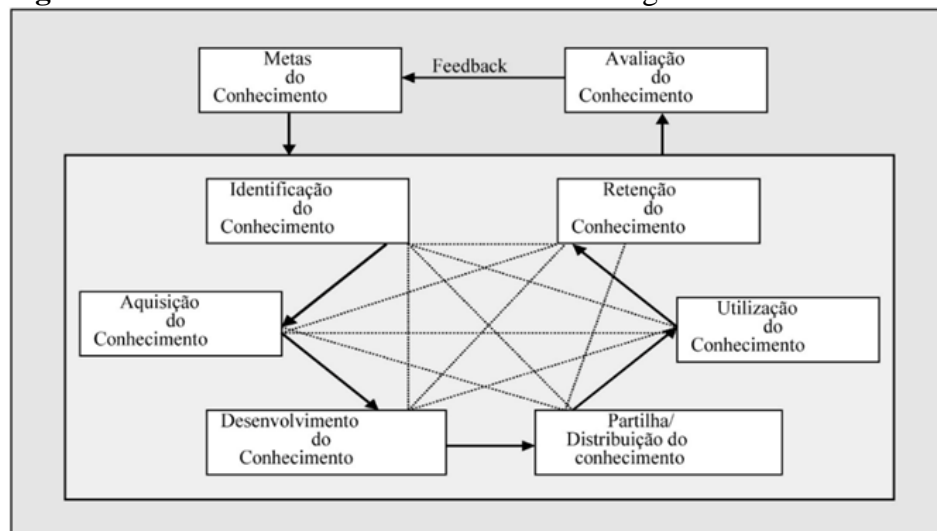 Metas
do
Conhecimento
Feedback
Avaliação
do
Conhecimento
Identificação
do
Conhecimento
Retenção
do
Conhecimento
Aquisição
do
Conhecimento
Utilização
do
Conhecimento
Desenvolvimento
do
Conhecimento
Partilha/
Distribuição do
conhecimento